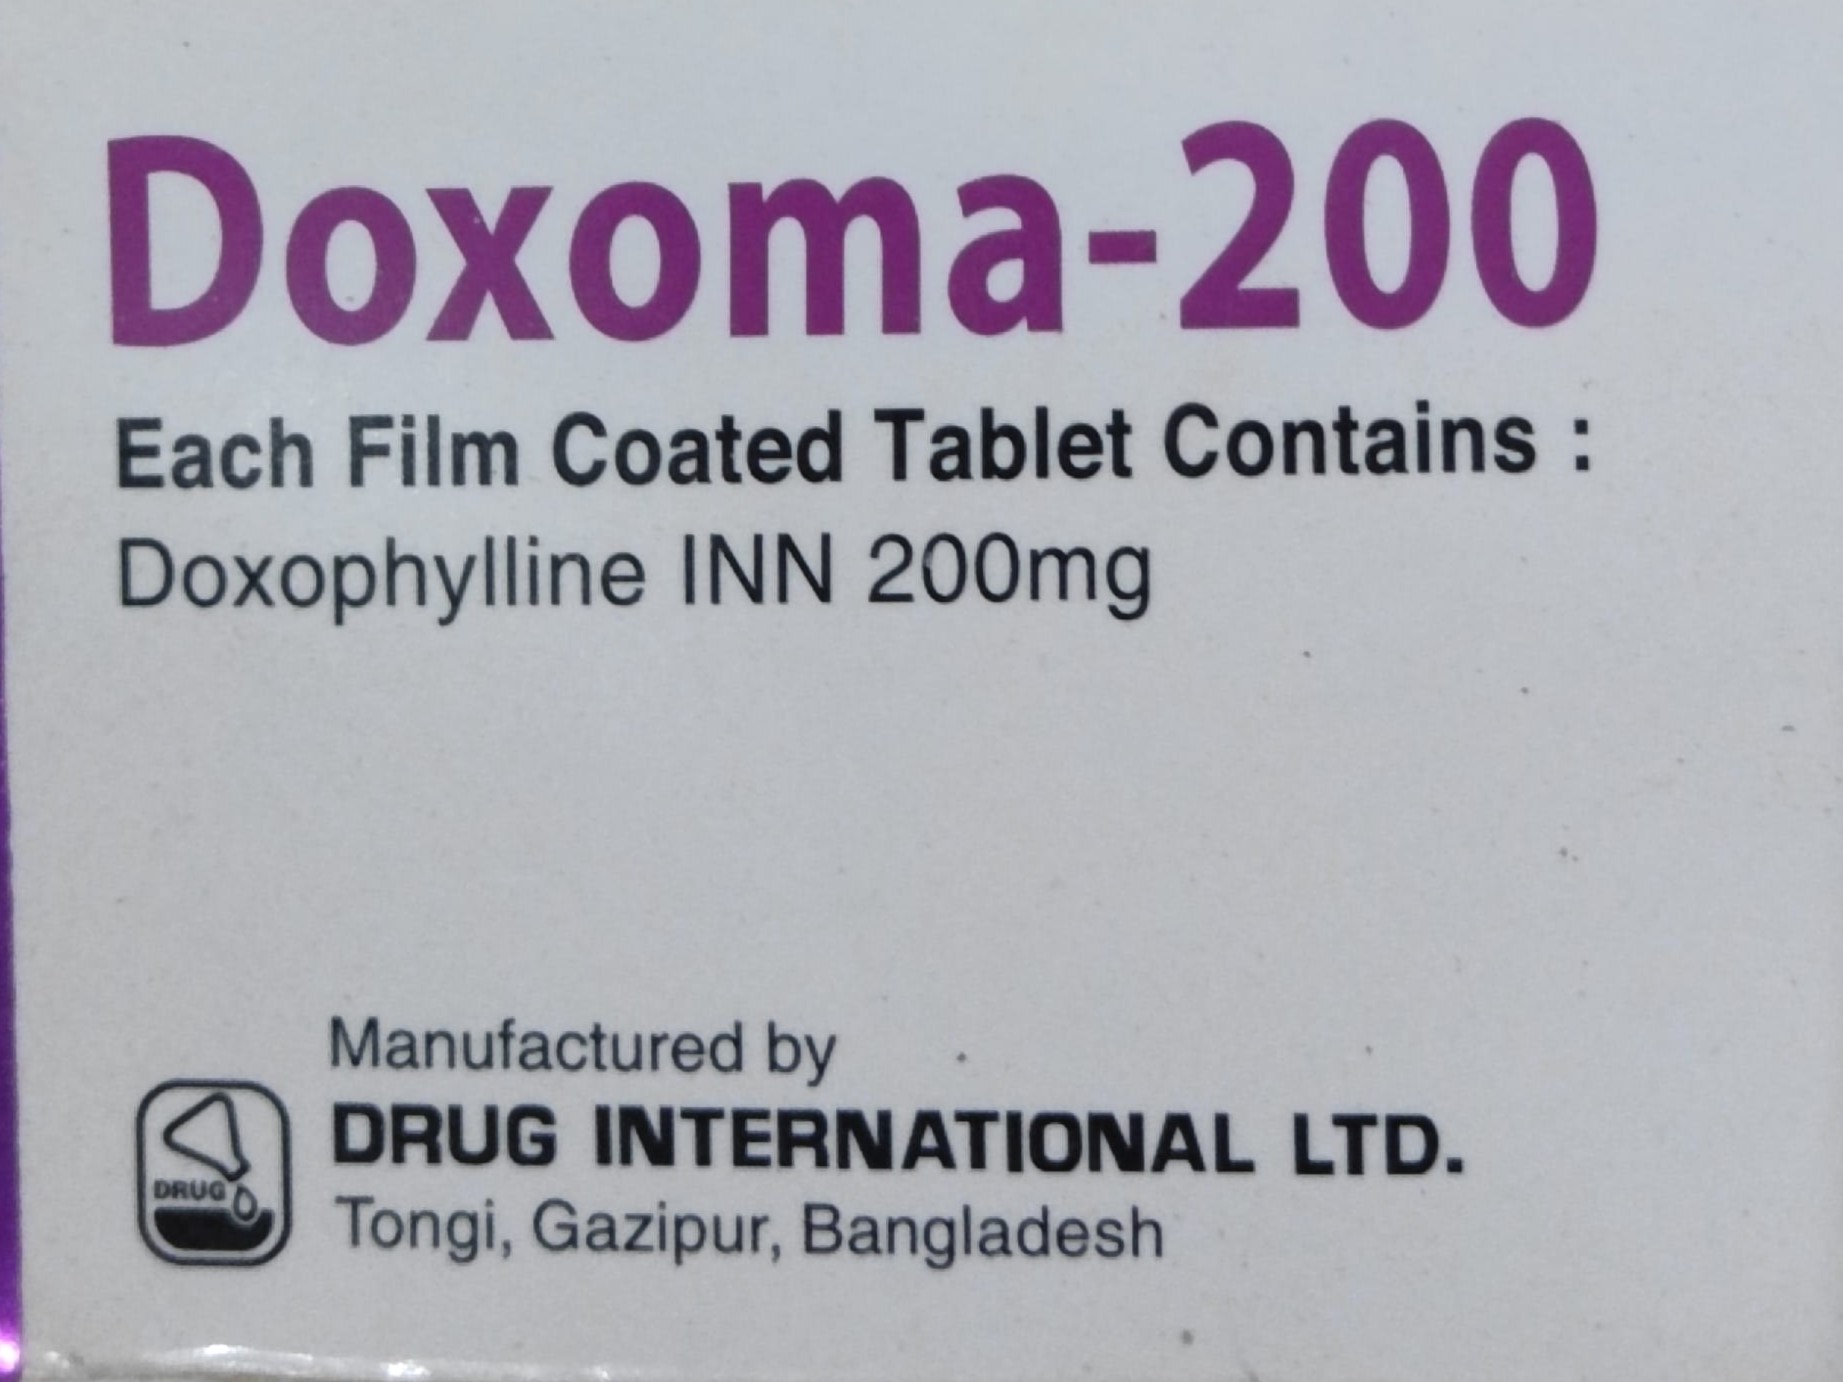 Doxoma-200
Each Film Coated Tablet Contains :
Doxophylline INN 200mg
Manufactured by
DRUG INTERNATIONAL LTD.
DRUG
Tongi, Gazipur, Bangladesh